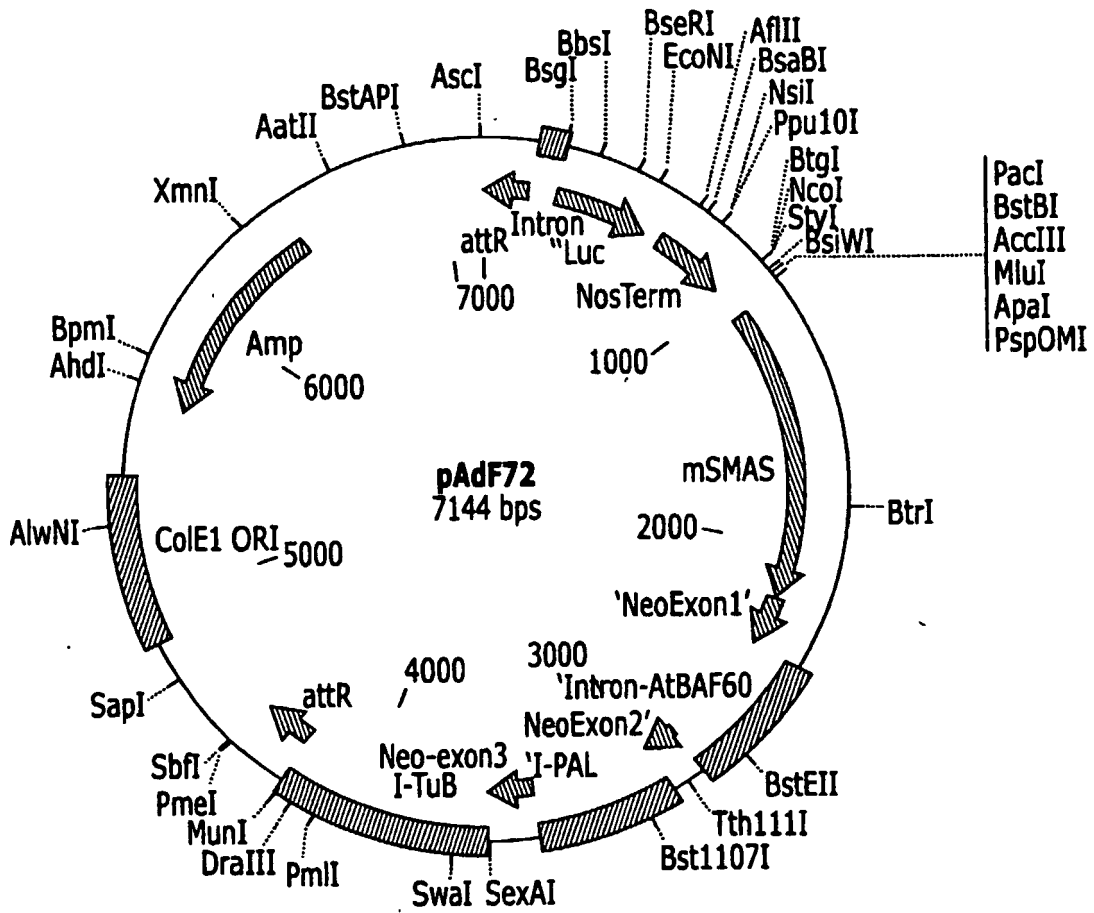 BseRI
AflII
BbsI
EcoNI
BsaBI
BsgI
AscI
NsiI
BstAPI
Ppu10I
AatII
BtgI
PacI
XmnI
NcoI
BstBI
StyI
AccIII
BsiWI
MluI
ApaI
PspOMI
Intron
attR
"Luc
7000
NosTerm
BpmI
AhdI
Amp
6000
1000
pAdF72
7144 bps
mSMAS
BtrI
2000
AlwNI
ColE1 ORI
5000
'NeoExon1'
3000
4000
'Intron-AtBAF60
SapI
attR
NeoExon2'
Neo-exon3
'I-PAL
I-TuB
SbfI
PmeI
BstEII
MunI
Tth111I
DraIII
PmlI
Bst1107I
SwaI
SexAI